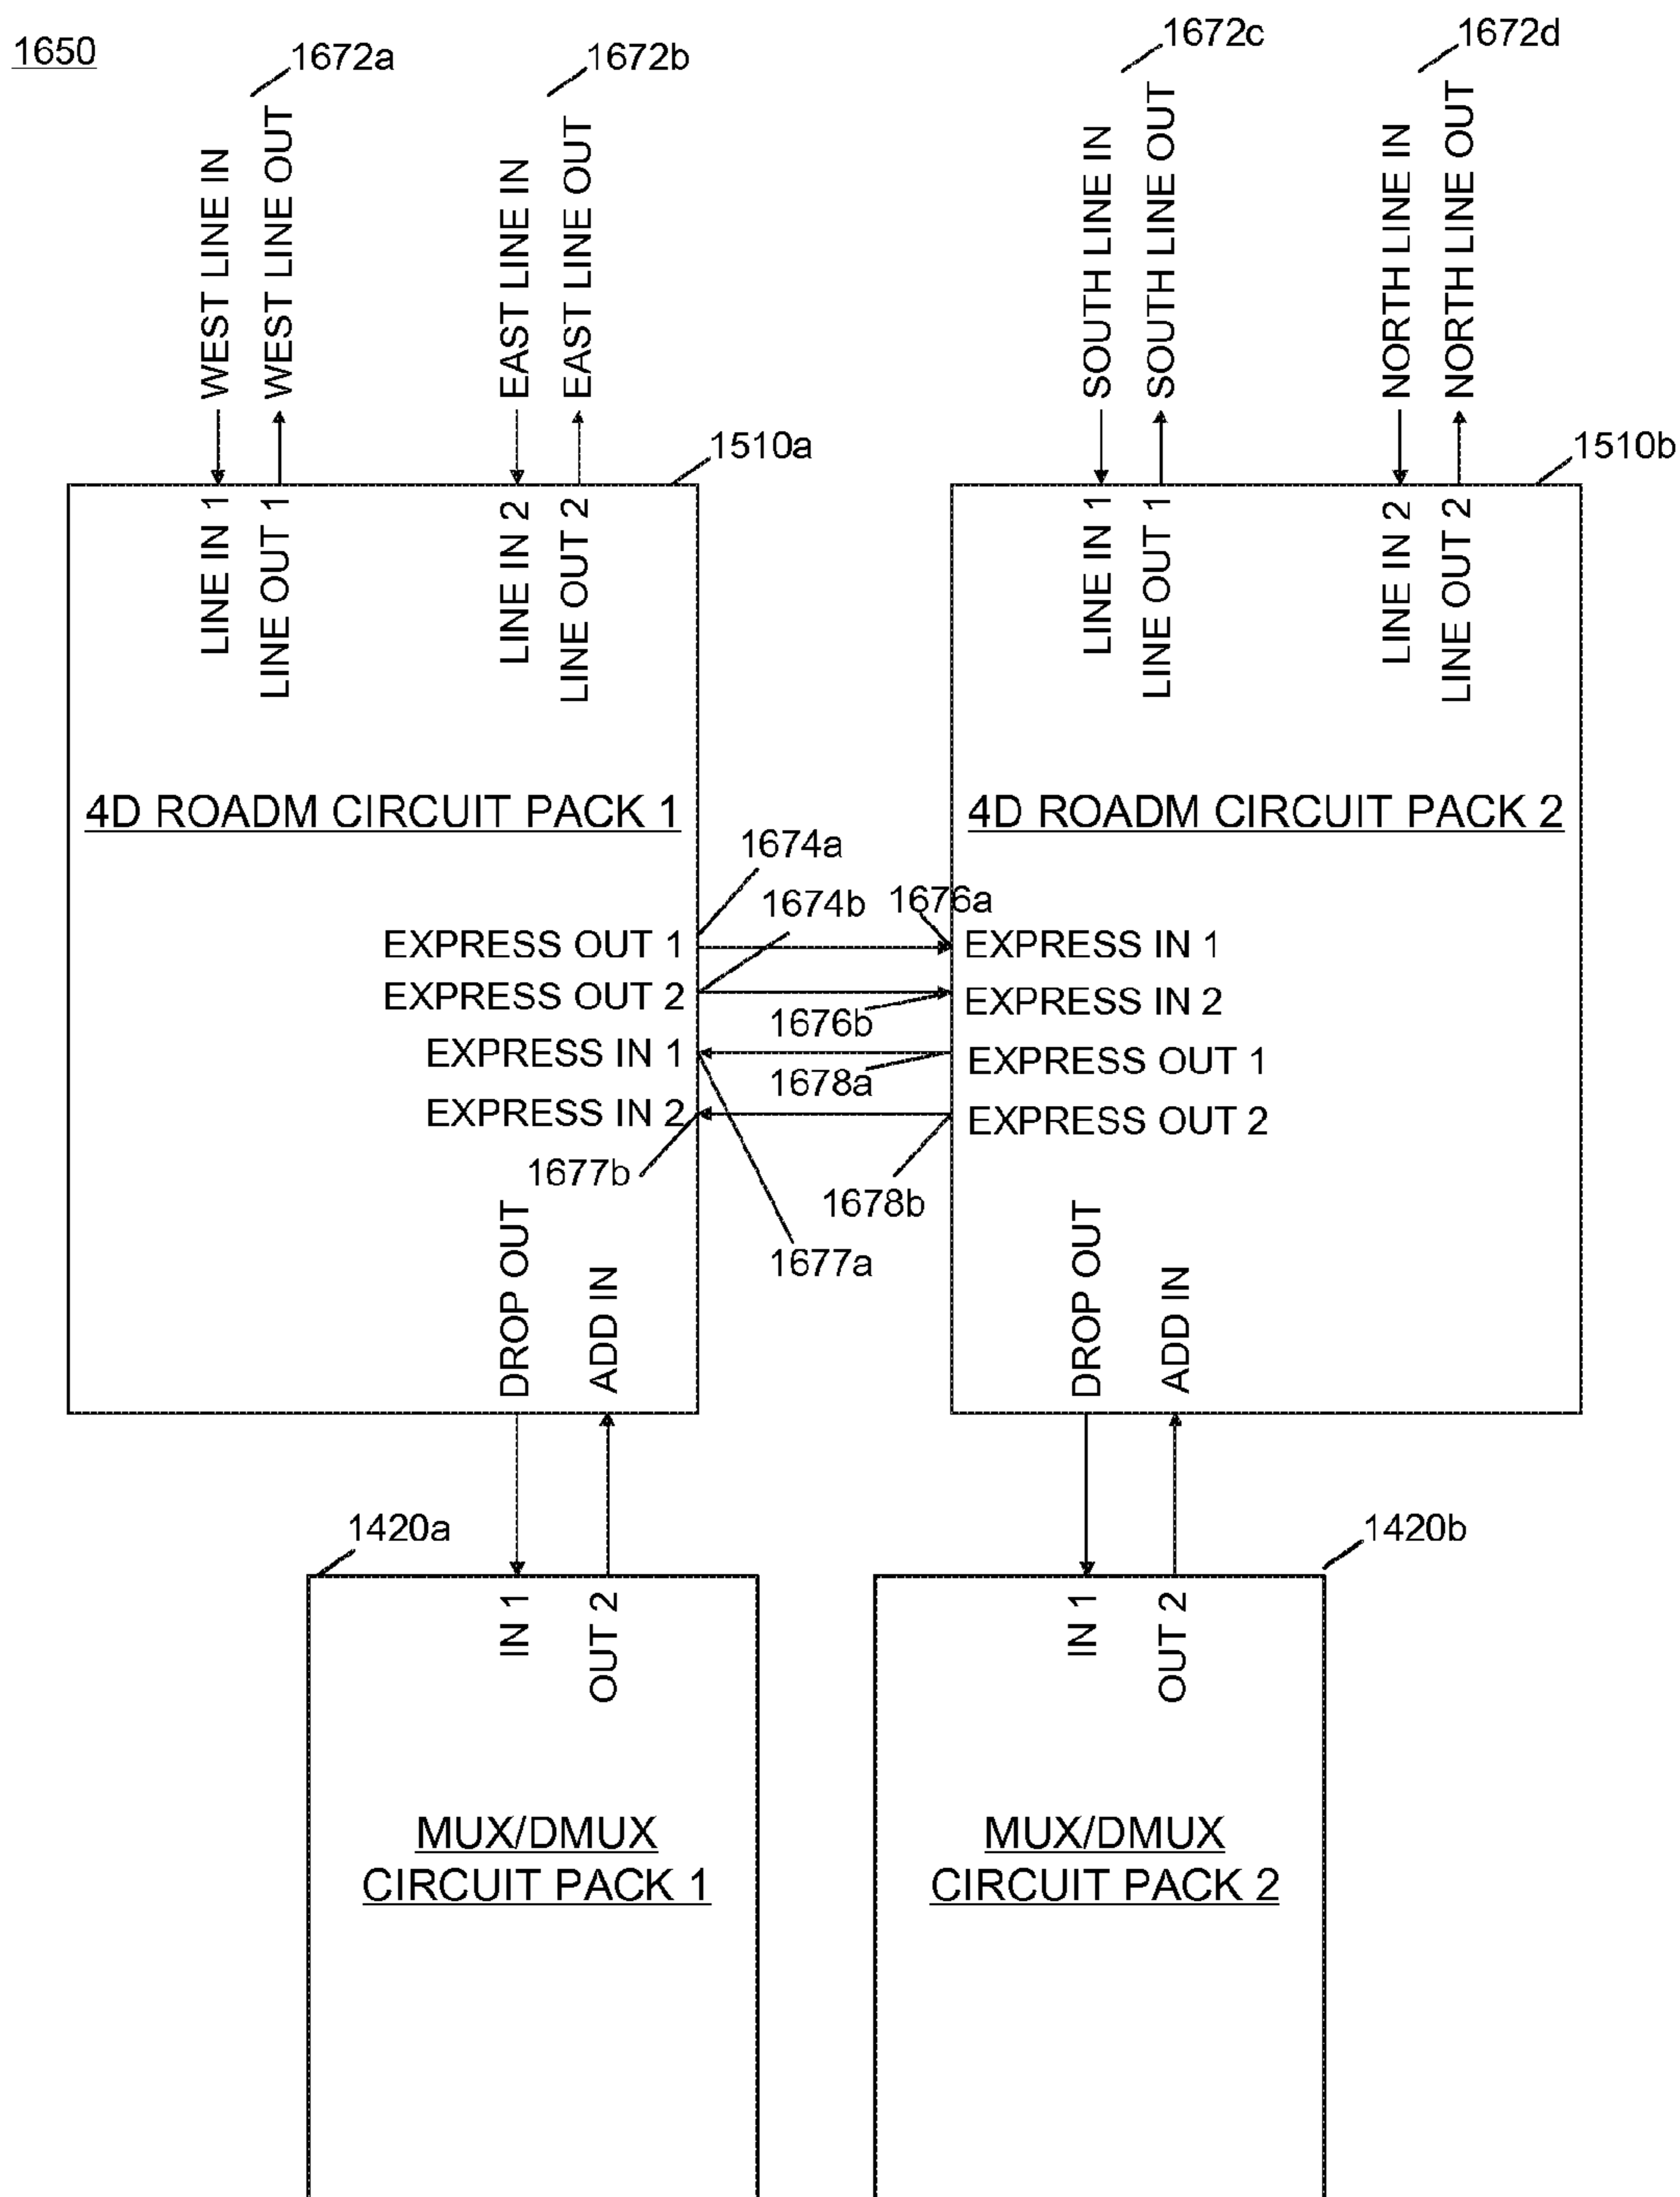 1650
1672a
1672b
1672c
1672d
WEST LINE IN
WEST LINE OUT
EAST LINE IN
EAST LINE OUT
SOUTH LINE IN
SOUTH LINE OUT
NORTH LINE IN
NORTH LINE OUT
1510a
1510b
LINE IN 1
LINE OUT 1
LINE IN 2
LINE OUT 2
LINE IN 1
LINE OUT 1
LINE IN 2
LINE OUT 2
4D ROADM CIRCUIT PACK 1
4D ROADM CIRCUIT PACK 2
1674a
1674b
1676a
EXPRESS OUT 1
EXPRESS IN 1
EXPRESS OUT 2
EXPRESS IN 2
1676b
EXPRESS IN 1
EXPRESS OUT 1
1678a
EXPRESS IN 2
EXPRESS OUT 2
1677b
1678b
1677a
DROP OUT
ADD IN
DROP OUT
ADD IN
1420a
1420b
IN 1
OUT 2
IN 1
OUT 2
MUX/DMUX
CIRCUIT PACK 1
MUX/DMUX
CIRCUIT PACK 2